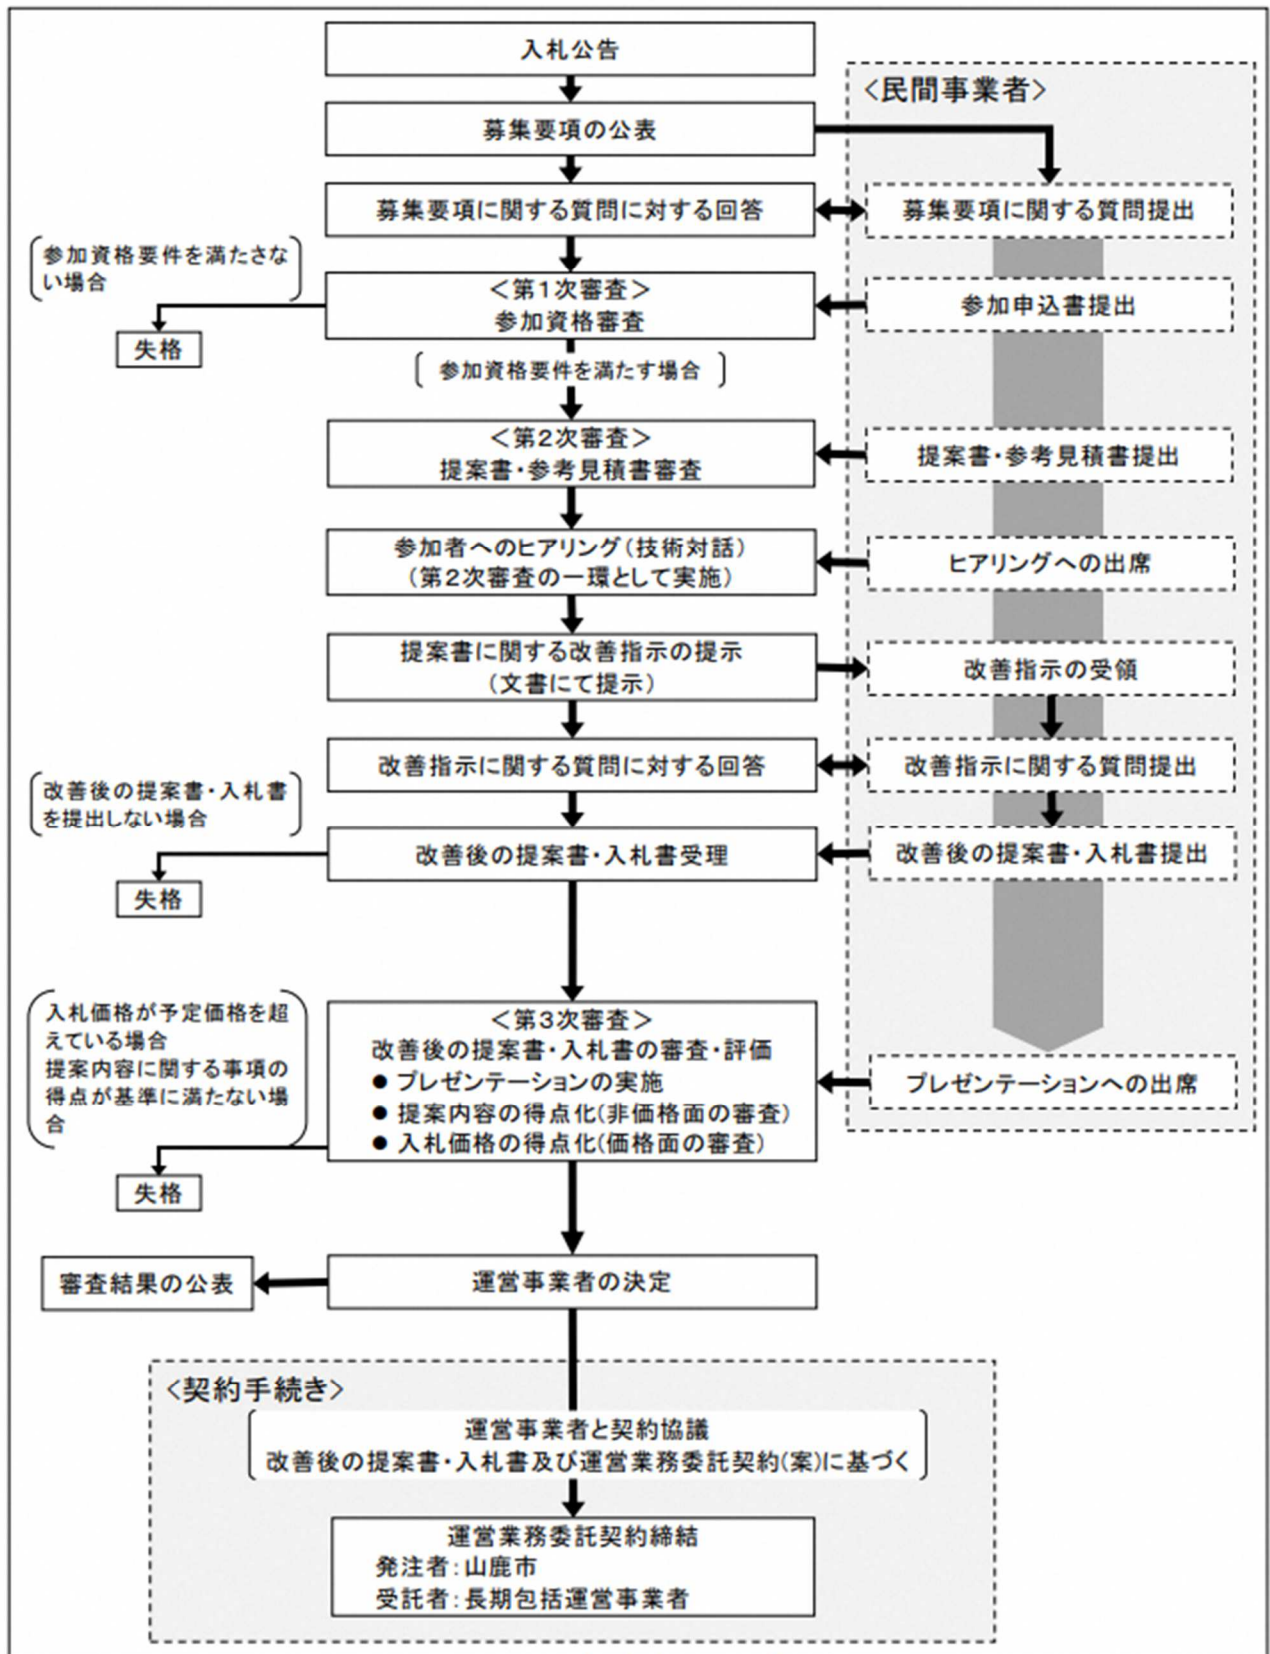 入札公告
<民間事業者>
募集要項の公表
募集要項に関する質問に対する回答
募集要項に関する質問提出
参加資格要件を満たさな
い場合
<第1次審査>
参加資格審査
参加申込書提出
失格
参加資格要件を満たす場合
<第2次審査>
提案書・参考見積書審査
提案書・参考見積書提出
参加者へのヒアリング(技術対話)
(第2次審査の一環として実施)
ヒアリングへの出席
提案書に関する改善指示の提示
(文書にて提示)
改善指示の受領
改善指示に関する質問に対する回答
改善指示に関する質問提出
改善後の提案書・入札書
を提出しない場合
改善後の提案書・入札書受理
改善後の提案書・入札書提出
失格
入札価格が予定価格を超
えている場合
提案内容に関する事項の
得点が基準に満たない場
合
<第3次審査>
改善後の提案書・入札書の審査・評価
● プレゼンテーションの実施
● 提案内容の得点化(非価格面の審査)
● 入札価格の得点化(価格面の審査)
プレゼンテーションへの出席
失格
審査結果の公表
運営事業者の決定
<契約手続き>
運営事業者と契約協議
改善後の提案書・入札書及び運営業務委託契約(案)に基づく
運営業務委託契約締結
発注者:山鹿市
受託者:長期包括運営事業者